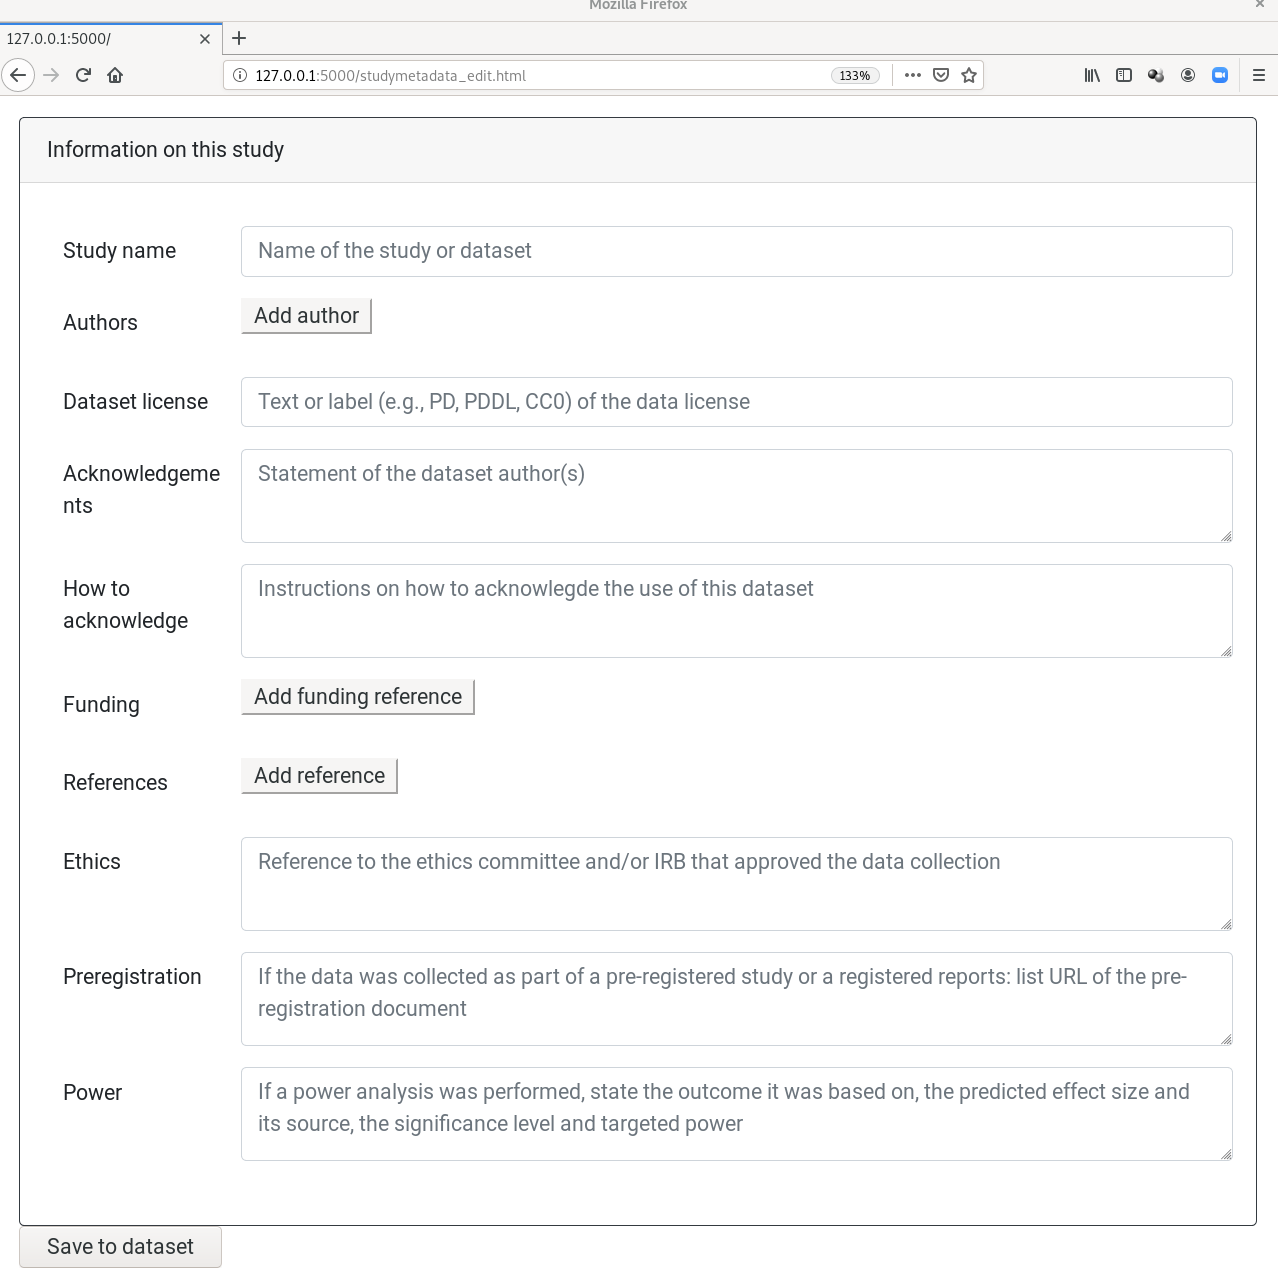 Mozilla Firefox
127.0.0.1:5000/
127.0.0.1:5000/studymetadata_edit.html
133%
Information on this study
Study name
Name of the study or dataset
Authors
Add author
Dataset license
Text or label (e.g., PD, PDDL, CC0) of the data license
Acknowledgeme
nts
Statement of the dataset author(s)
How to
acknowledge
Instructions on how to acknowlegde the use of this dataset
Funding
Add funding reference
References
Add reference
Ethics
Reference to the ethics committee and/or IRB that approved the data collection
Preregistration
If the data was collected as part of a pre-registered study or a registered reports: list URL of the pre-
registration document
Power
If a power analysis was performed, state the outcome it was based on, the predicted effect size and
its source, the significance level and targeted power
Save to dataset